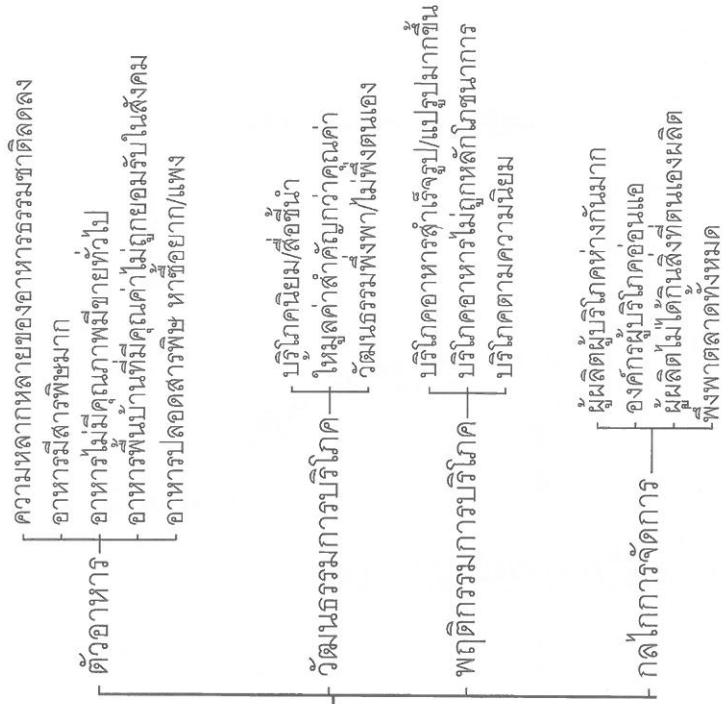 ตัวอาหาร
ความหลากหลายของอาหารธรรมชาติลดลง
อาหารมีสารพิษมาก
อาหารไม่มีคุณภาพมีขายทั่วไป
อาหารพื้นบ้านที่มีคุณค่าไม่ถูกยอมรับในสังคม
อาหารปลอดสารพิษ หาซื้อยาก/แพง
วัฒนธรรมการบริโภค
บริโภคนิยม/สื่อชี้นำ
ให้มูลค่าสำคัญกว่าคุณค่า
วัฒนธรรมพึ่งพา/ไม่พึ่งตนเอง
พฤติกรรมการบริโภค
บริโภคอาหารสำเร็จรูป/แปรรูปมากขึ้น
บริโภคอาหารไม่ถูกหลักโภชนาการ
บริโภคตามความนิยม
กลไกการจัดการ
ผู้ผลิตผู้บริโภคห่างกันมาก
องค์กรผู้บริโภคอ่อนแอ
ผู้ผลิตไม่ได้กินสิ่งที่ตนเองผลิต
พึ่งพาตลาดทั้งหมด